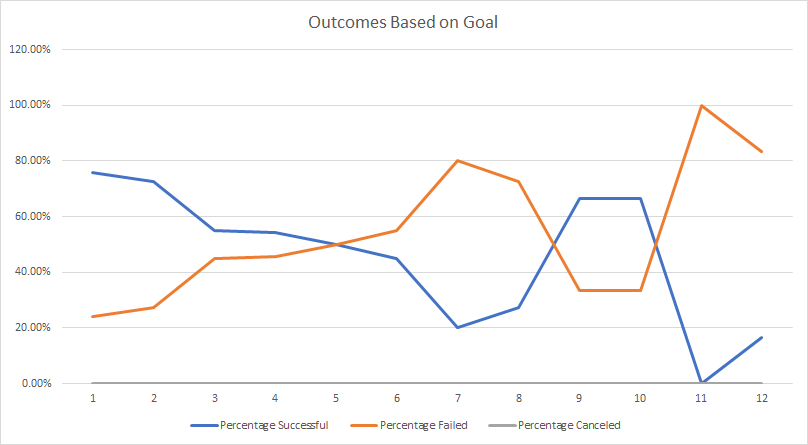 Outcomes Based on Goal
120.00%
100.00%
80.00%
60.00%
40.00%
20.00%
0.00%
1 2 3 4 5 6 7 8 9 10 11 12
Percentage Successful Percentage Failed Percentage Canceled